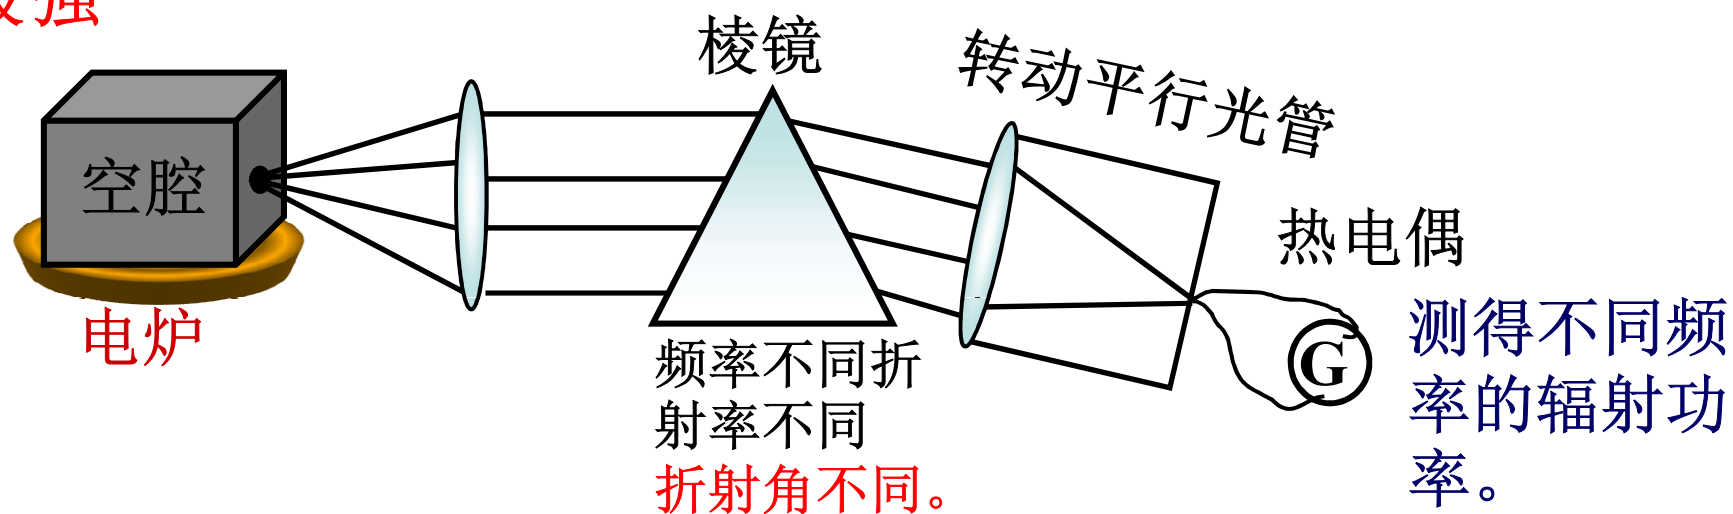 强
棱镜
转动平行光管
空腔
热电偶
电炉
G
测得不同频
率的辐射功
率。
频率不同折
射率不同
折射角不同。